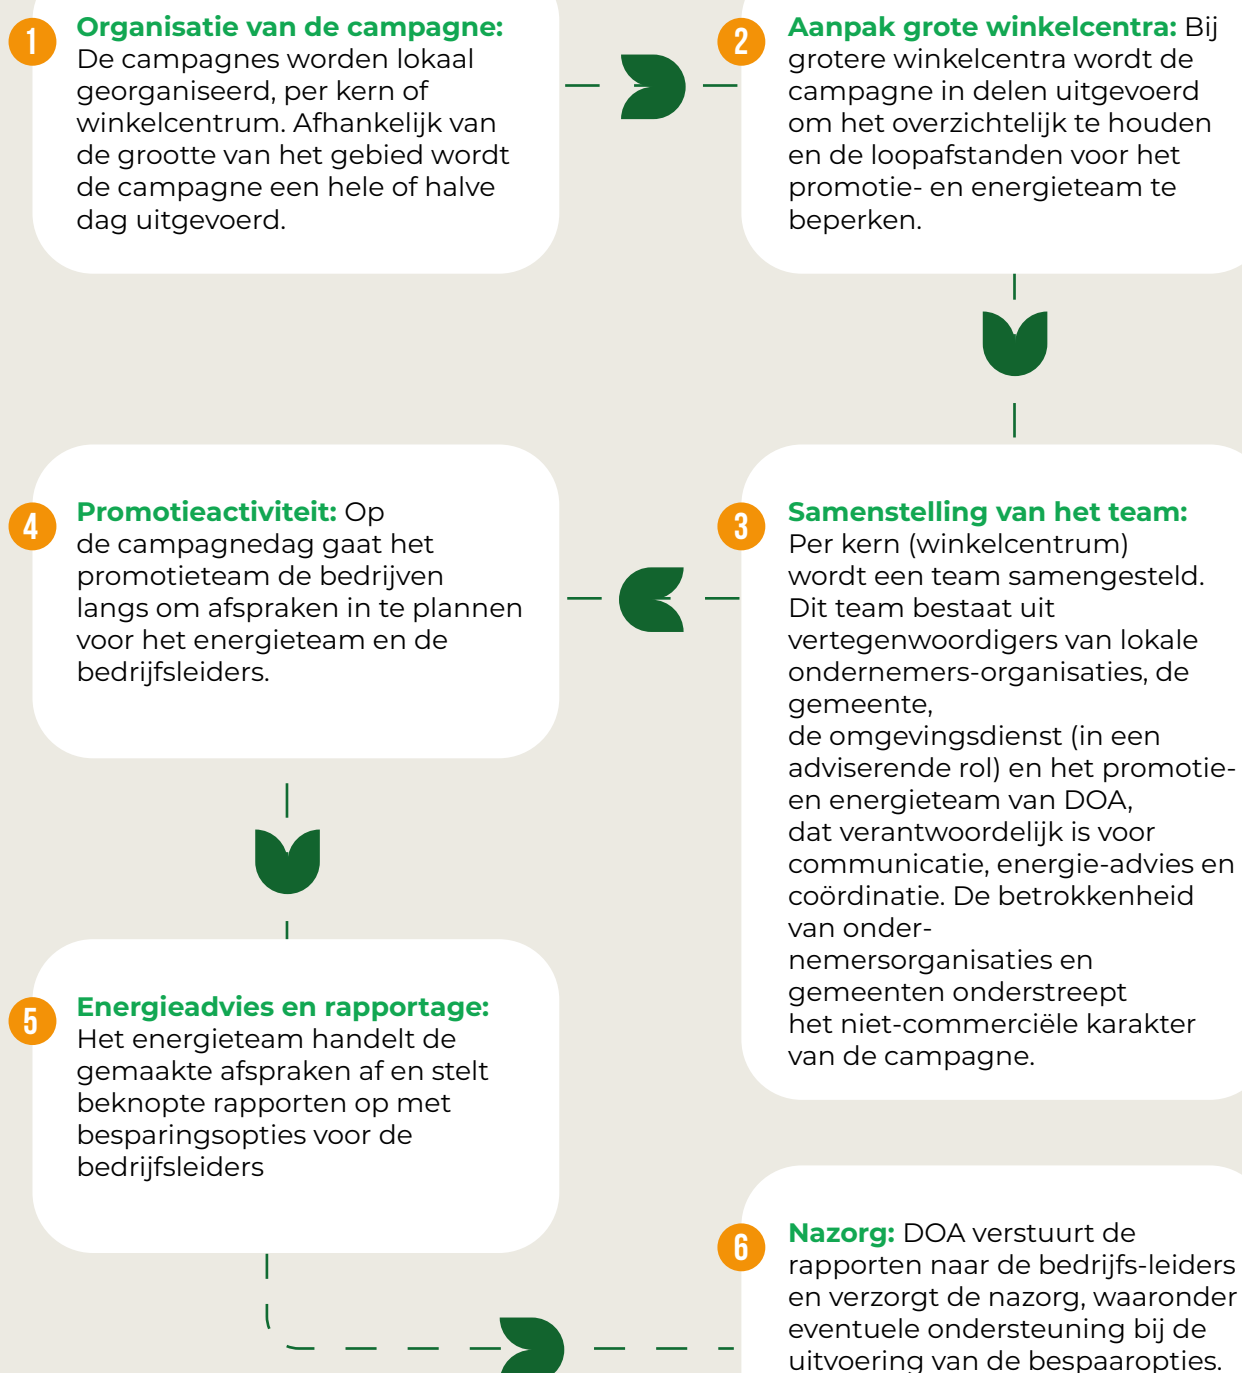 1
Organisatie van de campagne:
De campagnes worden lokaal
georganiseerd, per kern of
winkelcentrum. Afhankelijk van
de grootte van het gebied wordt
de campagne een hele of halve
dag uitgevoerd.
2
Aanpak grote winkelcentra: Bij
grotere winkelcentra wordt de
campagne in delen uitgevoerd
om het overzichtelijk te houden
en de loopafstanden voor het
promotie- en energieteam te
beperken.
3
Samenstelling van het team:
Per kern (winkelcentrum)
wordt een team samengesteld.
Dit team bestaat uit
vertegenwoordigers van lokale
ondernemers-organisaties, de
gemeente,
de omgevingsdienst (in een
adviserende rol) en het promotie-
en energieteam van DOA,
dat verantwoordelijk is voor
communicatie, energie-advies en
coördinatie. De betrokkenheid
van onder-
nemersorganisaties en
gemeenten onderstreept
het niet-commerciële karakter
van de campagne.
4
Promotieactiviteit: Op
de campagnedag gaat het
promotieteam de bedrijven
langs om afspraken in te plannen
voor het energieteam en de
bedrijfsleiders.
5
Energieadvies en rapportage:
Het energieteam handelt de
gemaakte afspraken af en stelt
beknopte rapporten op met
besparingsopties voor de
bedrijfsleiders
6
Nazorg: DOA verstuurt de
rapporten naar de bedrijfs-leiders
en verzorgt de nazorg, waaronder
eventuele ondersteuning bij de
uitvoering van de bespaaropties.